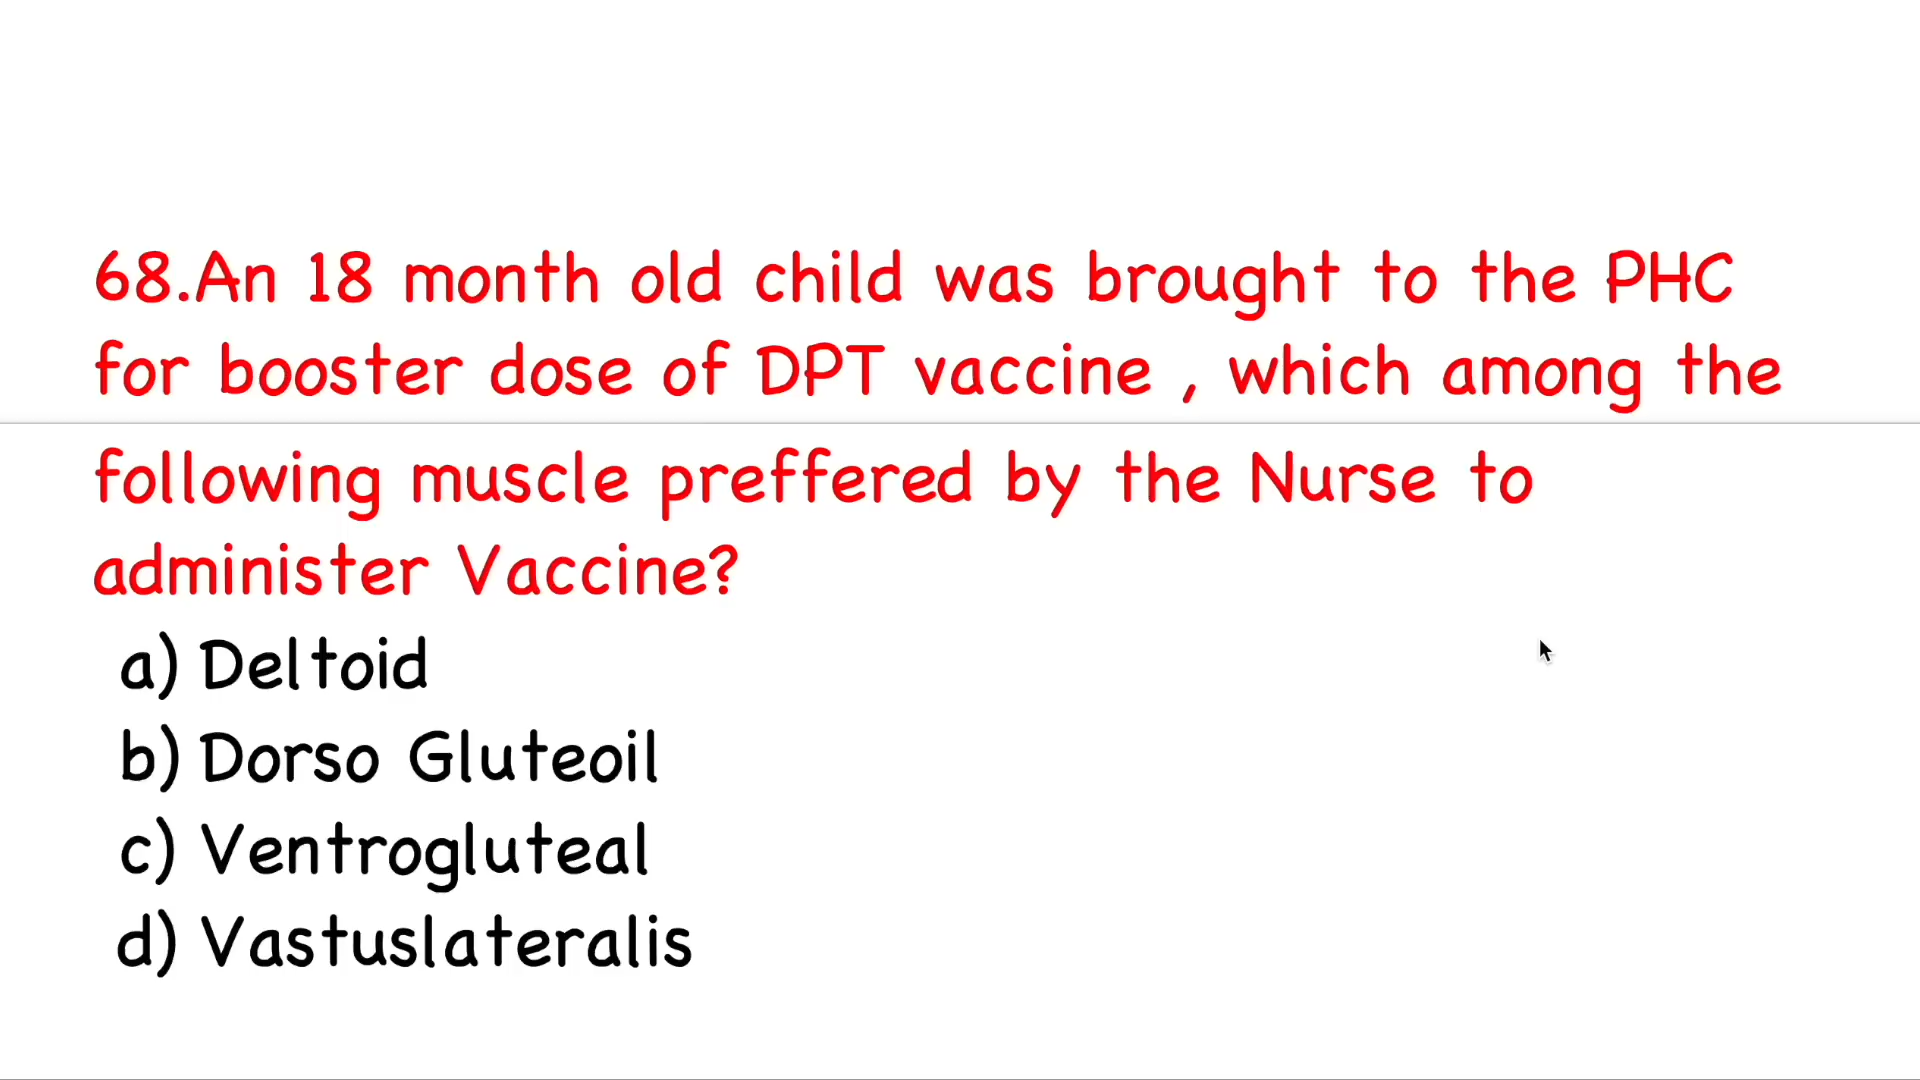 68.An 18 month old child was brought to the PHC
for booster dose of DPT vaccine , which among the
following muscle preffered by the Nurse to
administer Vaccine?
a) Deltoid
b) Dorso Gluteoil
c) Ventrogluteal
d) Vastuslateralis